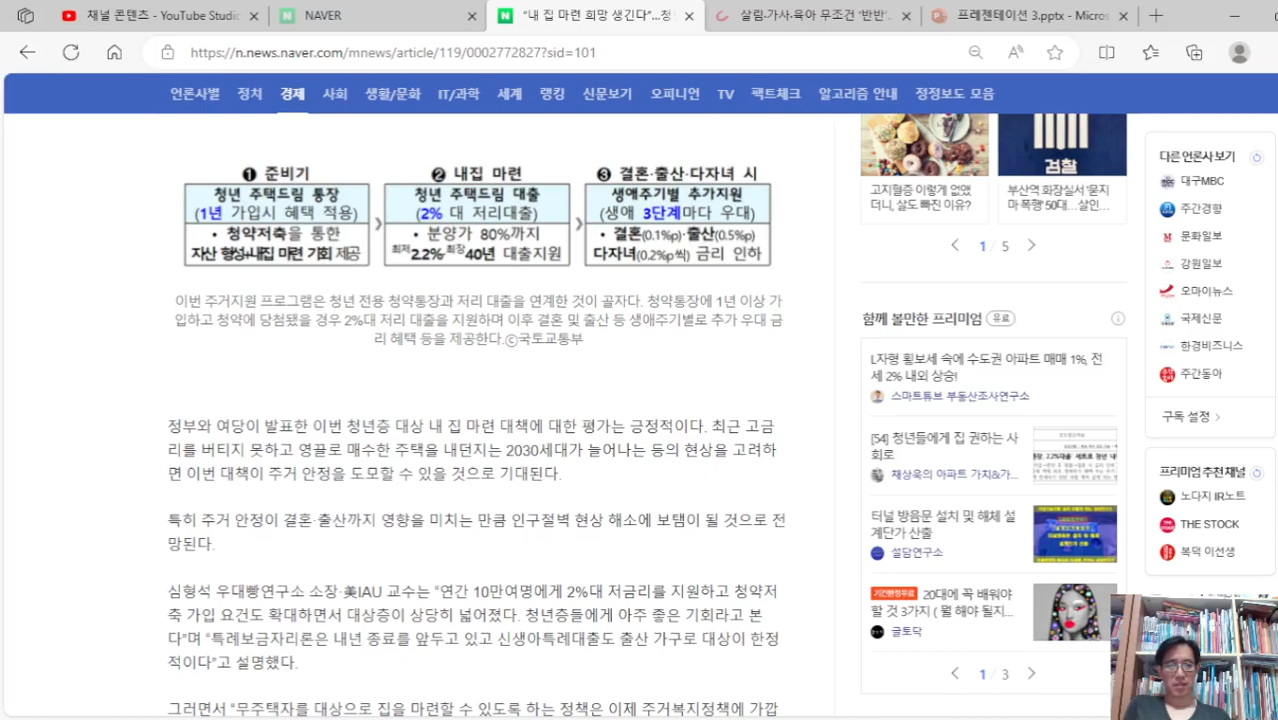 채널 콘텐츠 - YouTube Studio
NAVER
"내 집 마련 희망 생긴다"...청
살림·가사·육아 무조건 '반반'
프레젠테이션 3.pptx - Micros
https://n.news.naver.com/mnews/article/119/0002772827?sid=101
언론사별 정치 경제 사회 생활/문화 IT/과학 세계 랭킹 신문보기 오피니언 TV 팩트체크 알고리즘 안내 정정보도 모음
❶ 준비기
청년 주택드림 통장
(1년 가입시 혜택 적용)
• 청약저축을 통한
자산 형성+내집 마련 기회 제공
❷ 내집 마련
청년 주택드림 대출
(2% 대 저리대출)
• 분양가 80%까지
최저2.2%·최장40년 대출지원
❸ 결혼·출산·다자녀 시
생애주기별 추가지원
(생애 3단계마다 우대)
• 결혼(0.1%p)·출산(0.5%p)
다자녀(0.2%p씩) 금리 인하
이번 주거지원 프로그램은 청년 전용 청약통장과 저리 대출을 연계한 것이 골자다. 청약통장에 1년 이상 가
입하고 청약에 당첨됐을 경우 2%대 저리 대출을 지원하며 이후 결혼 및 출산 등 생애주기별로 추가 우대 금
리 혜택 등을 제공한다.ⓒ국토교통부
정부와 여당이 발표한 이번 청년층 대상 내 집 마련 대책에 대한 평가는 긍정적이다. 최근 고금
리를 버티지 못하고 영끌로 매수한 주택을 내던지는 2030세대가 늘어나는 등의 현상을 고려하
면 이번 대책이 주거 안정을 도모할 수 있을 것으로 기대된다.
특히 주거 안정이 결혼·출산까지 영향을 미치는 만큼 인구절벽 현상 해소에 보탬이 될 것으로 전
망된다.
심형석 우대빵연구소 소장·美IAU 교수는 "연간 10만여명에게 2%대 저금리를 지원하고 청약저
축 가입 요건도 확대하면서 대상층이 상당히 넓어졌다. 청년층들에게 아주 좋은 기회라고 본
다"며 "특례보금자리론은 내년 종료를 앞두고 있고 신생아특례대출도 출산 가구로 대상이 한정
적이다"고 설명했다.
그러면서 "무주택자를 대상으로 집을 마련할 수 있도록 하는 정책은 이제 주거복지정책에 가깝
검찰
고지혈증 이렇게 없앴
더니, 살도 빠진 이유?
부산역 화장실서 '묻지
마 폭행' 50대...살인...
1 / 5
함께 볼만한 프리미엄 유료
L자형 횡보세 속에 수도권 아파트 매매 1%, 전
세 2% 내외 상승!
스마트튜브 부동산조사연구소
[54] 청년들에게 집 권하는 사
회로
채상욱의 아파트 가치&가...
터널 방음문 설치 및 해체 설
계단가 산출
설담연구소
기간한정무료 20대에 꼭 배워야
할 것 3가지 ( 뭘 해야 될지...
글토닥
1 / 3
다른 언론사 보기
대구MBC
주간경향
문화일보
강원일보
오마이뉴스
국제신문
한경비즈니스
주간동아
구독 설정
프리미엄 추천 채널
노다지 IR노트
THE STOCK
복덕 이선생